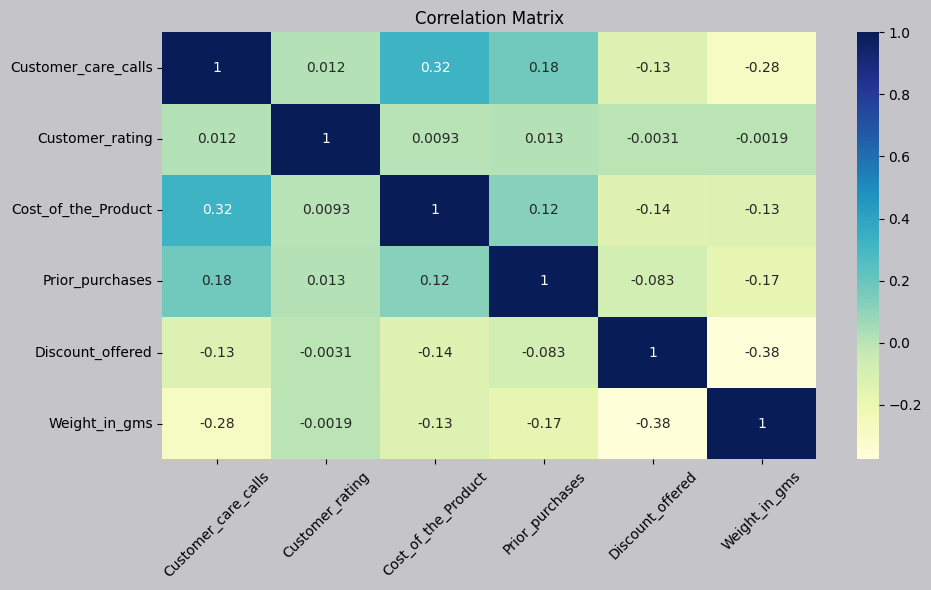 Correlation Matrix
Customer_care_calls 1 0.012 0.32 0.18 -0.13 -0.28
Customer_rating 0.012 1 0.0093 0.013 -0.0031 -0.0019
Cost_of_the_Product 0.32 0.0093 1 0.12 -0.14 -0.13
Prior_purchases 0.18 0.013 0.12 1 -0.083 -0.17
Discount_offered -0.13 -0.0031 -0.14 -0.083 1 -0.38
Weight_in_gms -0.28 -0.0019 -0.13 -0.17 -0.38 1
Customer_care_calls Customer_rating Cost_of_the_Product Prior_purchases Discount_offered Weight_in_gms
1.0
0.8
0.6
0.4
0.2
0.0
−0.2